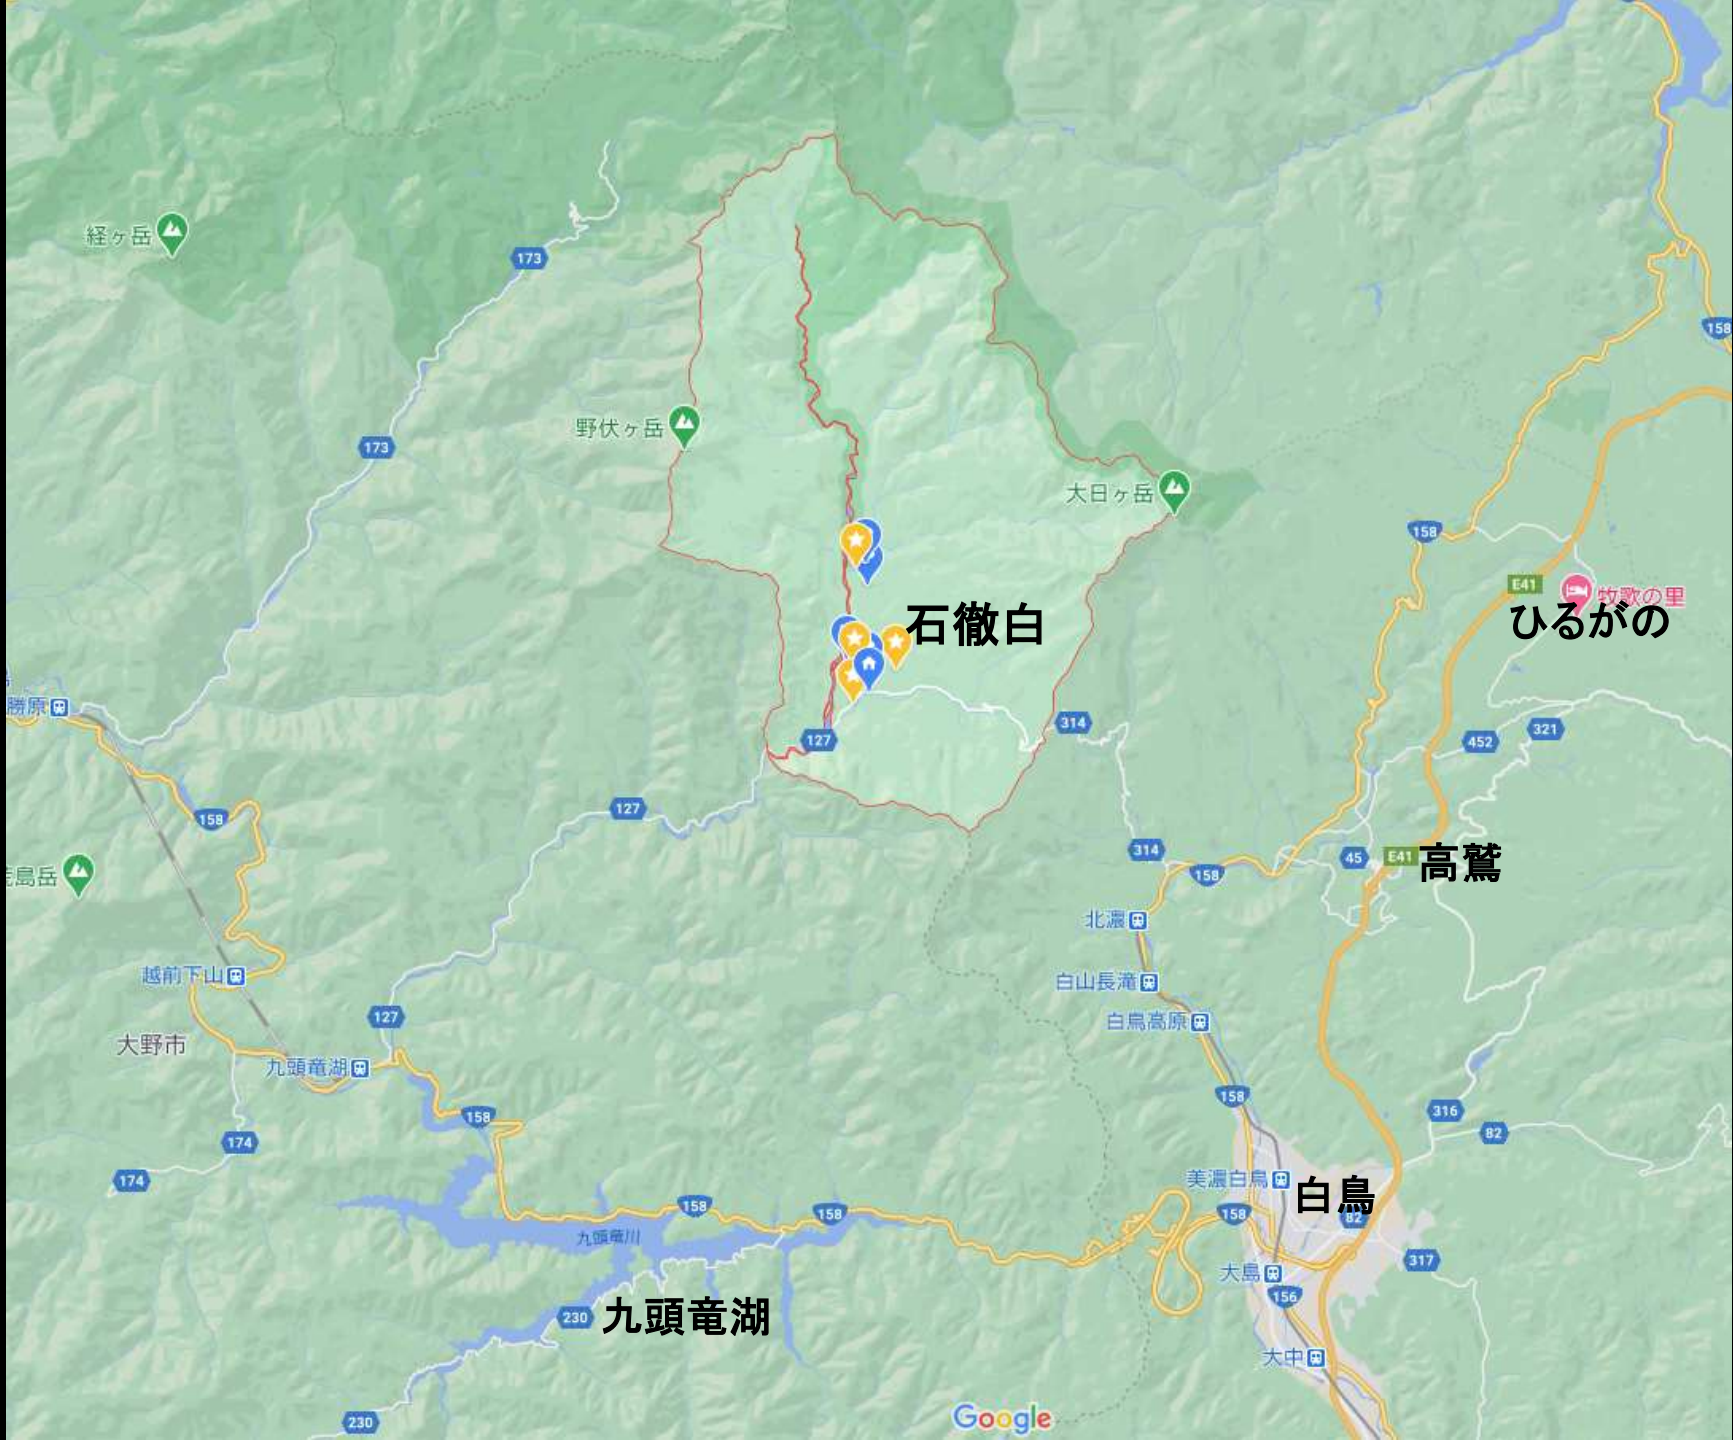 経ヶ岳
173
158
野伏ヶ岳
173
大日ヶ岳
158
E41
牧歌の里
ひるがの
石徹白
勝原
314
321
452
127
127
158
314
45
E41
高鷲
158
島岳
北濃
越前下山
白山長滝
127
白鳥高原
大野市
九頭竜湖
158
158
316
82
174
174
美濃白鳥
白鳥
158
158
158
82
九頭竜川
317
大島
156
230
九頭竜湖
大中
230
Google